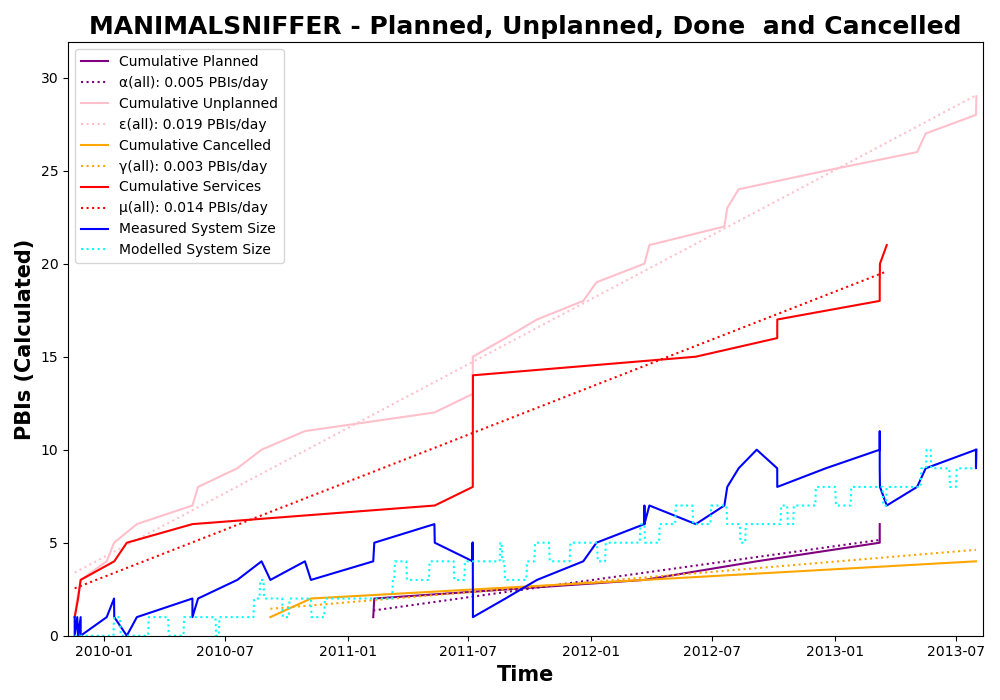 MANIMALSNIFFER - Planned, Unplanned, Done  and Cancelled
Cumulative Planned
α(all): 0.005 PBIs/day
Cumulative Unplanned
ε(all): 0.019 PBIs/day
Cumulative Cancelled
γ(all): 0.003 PBIs/day
Cumulative Services
μ(all): 0.014 PBIs/day
Measured System Size
Modelled System Size
PBIs (Calculated)
30
25
20
15
10
5
0
2010-01 2010-07 2011-01 2011-07 2012-01 2012-07 2013-01 2013-07
Time